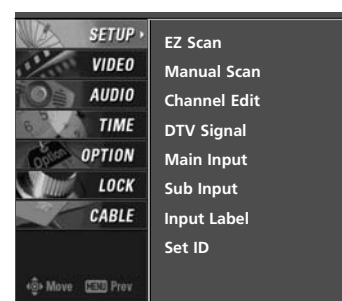 SETUP
VIDEO
AUDIO
TIME
OPTION
LOCK
CABLE
Move MENU Prev
EZ Scan
Manual Scan
Channel Edit
DTV Signal
Main Input
Sub Input
Input Label
Set ID